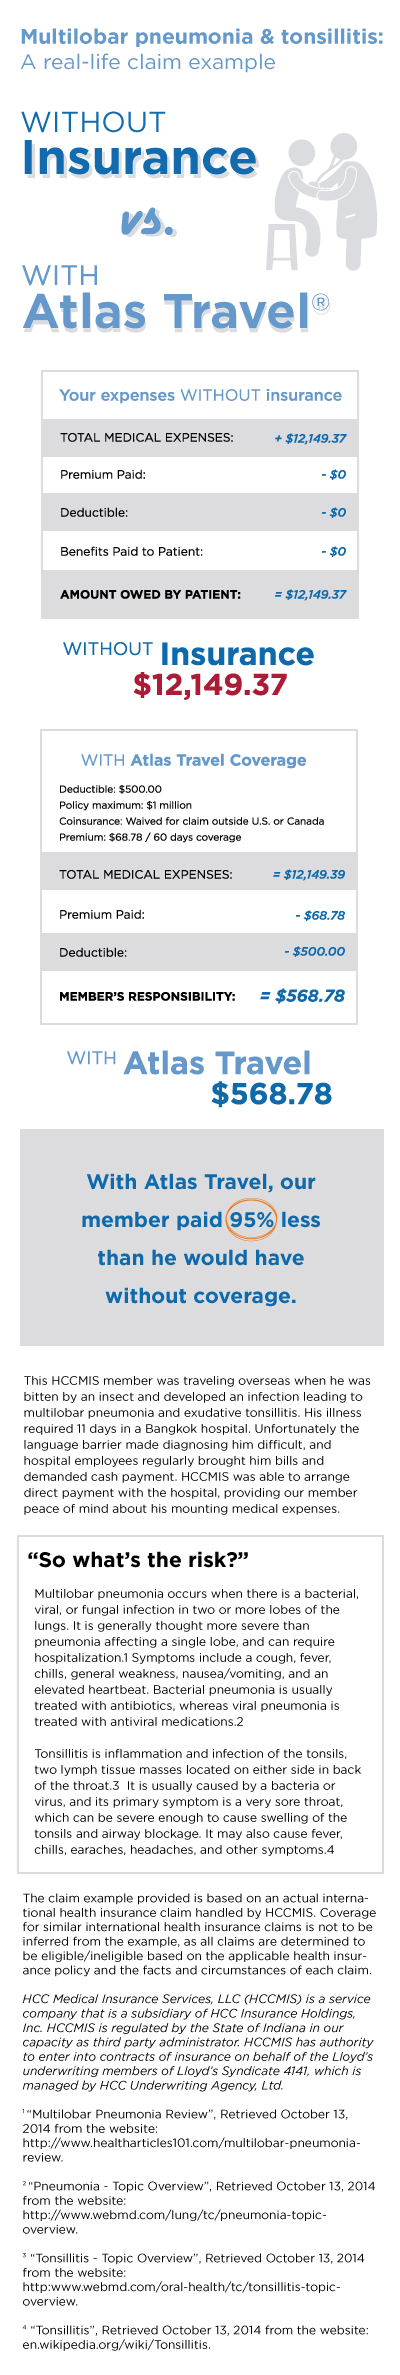 Multilobar pneumonia & tonsillitis:
A real-life claim example
WITHOUT
Insurance
vs.
WITH
Atlas Travel®
Your expenses WITHOUT insurance
TOTAL MEDICAL EXPENSES: + $12,149.37
Premium Paid: - $0
Deductible: - $0
Benefits Paid to Patient: - $0
AMOUNT OWED BY PATIENT: = $12,149.37
WITHOUT Insurance
$12,149.37
WITH Atlas Travel Coverage
Deductible: $500.00
Policy maximum: $1 million
Coinsurance: Waived for claim outside U.S. or Canada
Premium: $68.78 / 60 days coverage
TOTAL MEDICAL EXPENSES: = $12,149.39
Premium Paid: - $68.78
Deductible: - $500.00
MEMBER'S RESPONSIBILITY: = $568.78
WITH Atlas Travel
$568.78
With Atlas Travel, our
member paid 95% less
than he would have
without coverage.
This HCCMIS member was traveling overseas when he was
bitten by an insect and developed an infection leading to
multilobar pneumonia and exudative tonsillitis. His illness
required 11 days in a Bangkok hospital. Unfortunately the
language barrier made diagnosing him difficult, and
hospital employees regularly brought him bills and
demanded cash payment. HCCMIS was able to arrange
direct payment with the hospital, providing our member
peace of mind about his mounting medical expenses.
“So what's the risk?”
Multilobar pneumonia occurs when there is a bacterial,
viral, or fungal infection in two or more lobes of the
lungs. It is generally thought more severe than
pneumonia affecting a single lobe, and can require
hospitalization.1 Symptoms include a cough, fever,
chills, general weakness, nausea/vomiting, and an
elevated heartbeat. Bacterial pneumonia is usually
treated with antibiotics, whereas viral pneumonia is
treated with antiviral medications.2
Tonsillitis is inflammation and infection of the tonsils,
two lymph tissue masses located on either side in back
of the throat.3 It is usually caused by a bacteria or
virus, and its primary symptom is a very sore throat,
which can be severe enough to cause swelling of the
tonsils and airway blockage. It may also cause fever,
chills, earaches, headaches, and other symptoms.4
The claim example provided is based on an actual interna-
tional health insurance claim handled by HCCMIS. Coverage
for similar international health insurance claims is not to be
inferred from the example, as all claims are determined to
be eligible/ineligible based on the applicable health insur-
ance policy and the facts and circumstances of each claim.
HCC Medical Insurance Services, LLC (HCCMIS) is a service
company that is a subsidiary of HCC Insurance Holdings,
Inc. HCCMIS is regulated by the State of Indiana in our
capacity as third party administrator. HCCMIS has authority
to enter into contracts of insurance on behalf of the Lloyd's
underwriting members of Lloyd's Syndicate 4141, which is
managed by HCC Underwriting Agency, Ltd.
¹ “Multilobar Pneumonia Review”, Retrieved October 13,
2014 from the website:
http://www.healtharticles101.com/multilobar-pneumonia-
review.
² “Pneumonia - Topic Overview”, Retrieved October 13, 2014
from the website:
http://www.webmd.com/lung/tc/pneumonia-topic-
overview.
³ “Tonsillitis - Topic Overview”, Retrieved October 13, 2014
from the website:
http:www.webmd.com/oral-health/tc/tonsillitis-topic-
overview.
⁴ “Tonsillitis”, Retrieved October 13, 2014 from the website:
en.wikipedia.org/wiki/Tonsillitis.